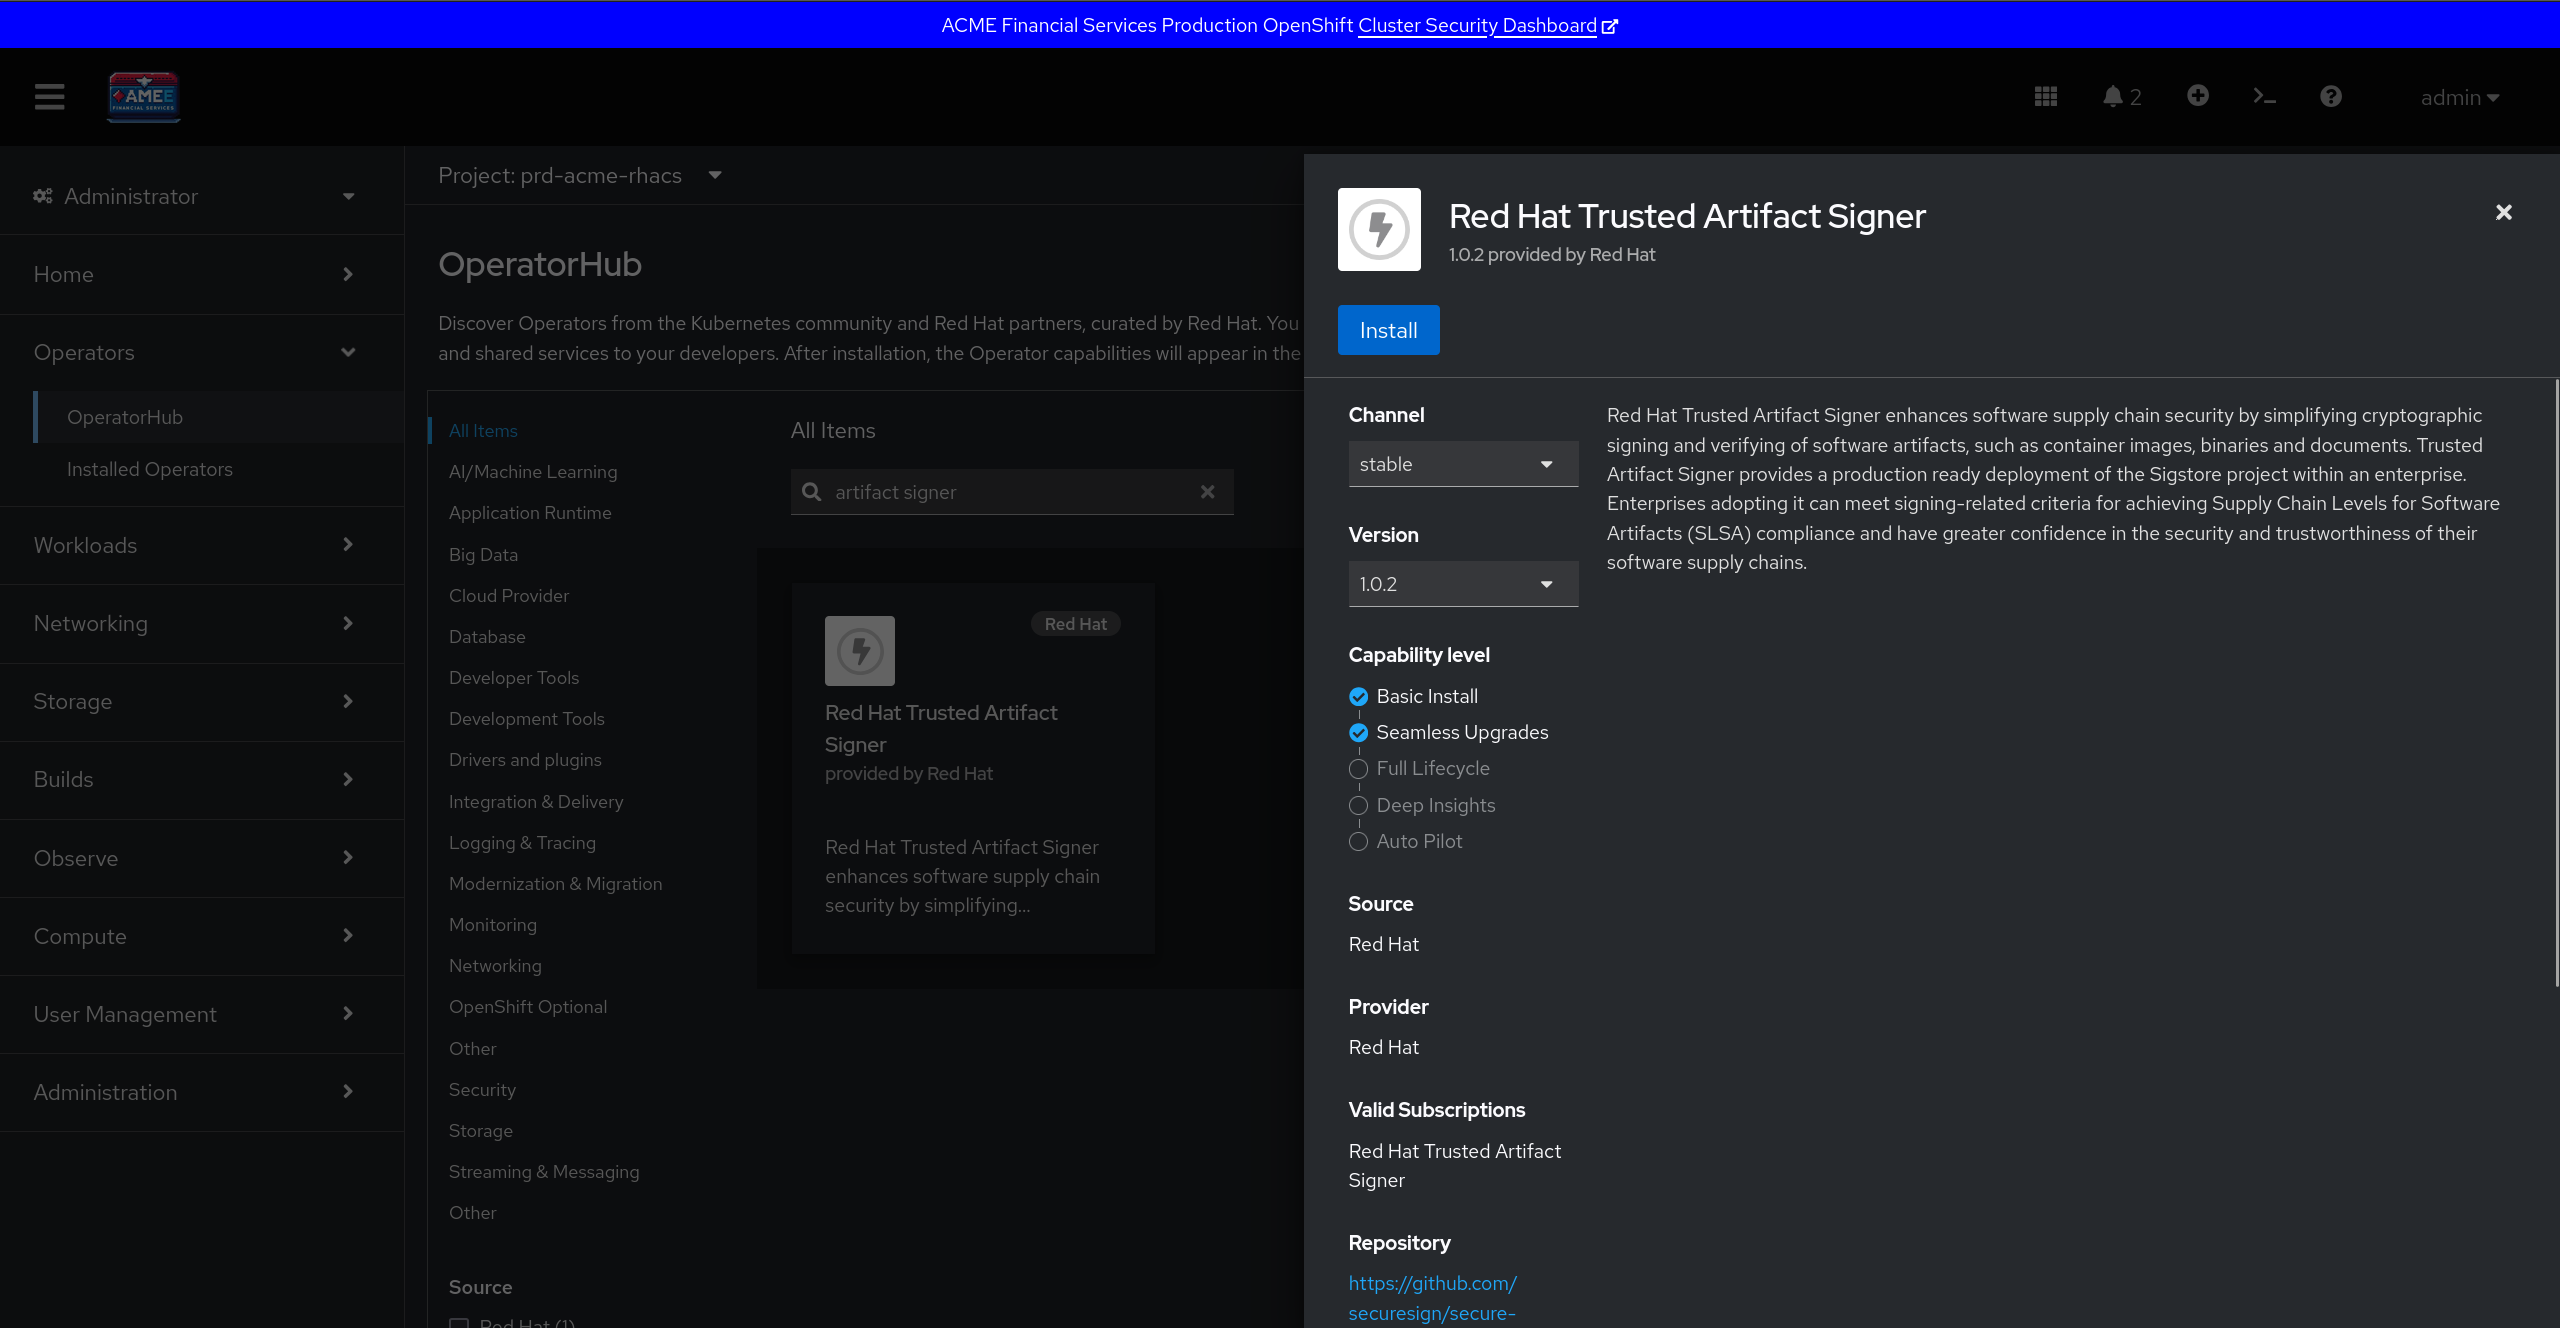 ACME Financial Services Production OpenShift Cluster Security Dashboard
AMEE
FINANCIAL SERVICES
2
admin
Administrator
Home
Operators
OperatorHub
Installed Operators
Workloads
Networking
Storage
Builds
Observe
Compute
User Management
Administration
Project: prd-acme-rhacs
OperatorHub
Discover Operators from the Kubernetes community and Red Hat partners, curated by Red Hat. You
and shared services to your developers. After installation, the Operator capabilities will appear in the
All Items
AI/Machine Learning
Application Runtime
Big Data
Cloud Provider
Database
Developer Tools
Development Tools
Drivers and plugins
Integration & Delivery
Logging & Tracing
Modernization & Migration
Monitoring
Networking
OpenShift Optional
Other
Security
Storage
Streaming & Messaging
Other
Source
Red Hat (1)
All Items
artifact signer
Red Hat
Red Hat Trusted Artifact
Signer
provided by Red Hat
Red Hat Trusted Artifact Signer
enhances software supply chain
security by simplifying...
Red Hat Trusted Artifact Signer
1.0.2 provided by Red Hat
Install
Channel
stable
Version
1.0.2
Capability level
Basic Install
Seamless Upgrades
Full Lifecycle
Deep Insights
Auto Pilot
Source
Red Hat
Provider
Red Hat
Valid Subscriptions
Red Hat Trusted Artifact
Signer
Repository
https://github.com/
securesign/secure-
Red Hat Trusted Artifact Signer enhances software supply chain security by simplifying cryptographic
signing and verifying of software artifacts, such as container images, binaries and documents. Trusted
Artifact Signer provides a production ready deployment of the Sigstore project within an enterprise.
Enterprises adopting it can meet signing-related criteria for achieving Supply Chain Levels for Software
Artifacts (SLSA) compliance and have greater confidence in the security and trustworthiness of their
software supply chains.